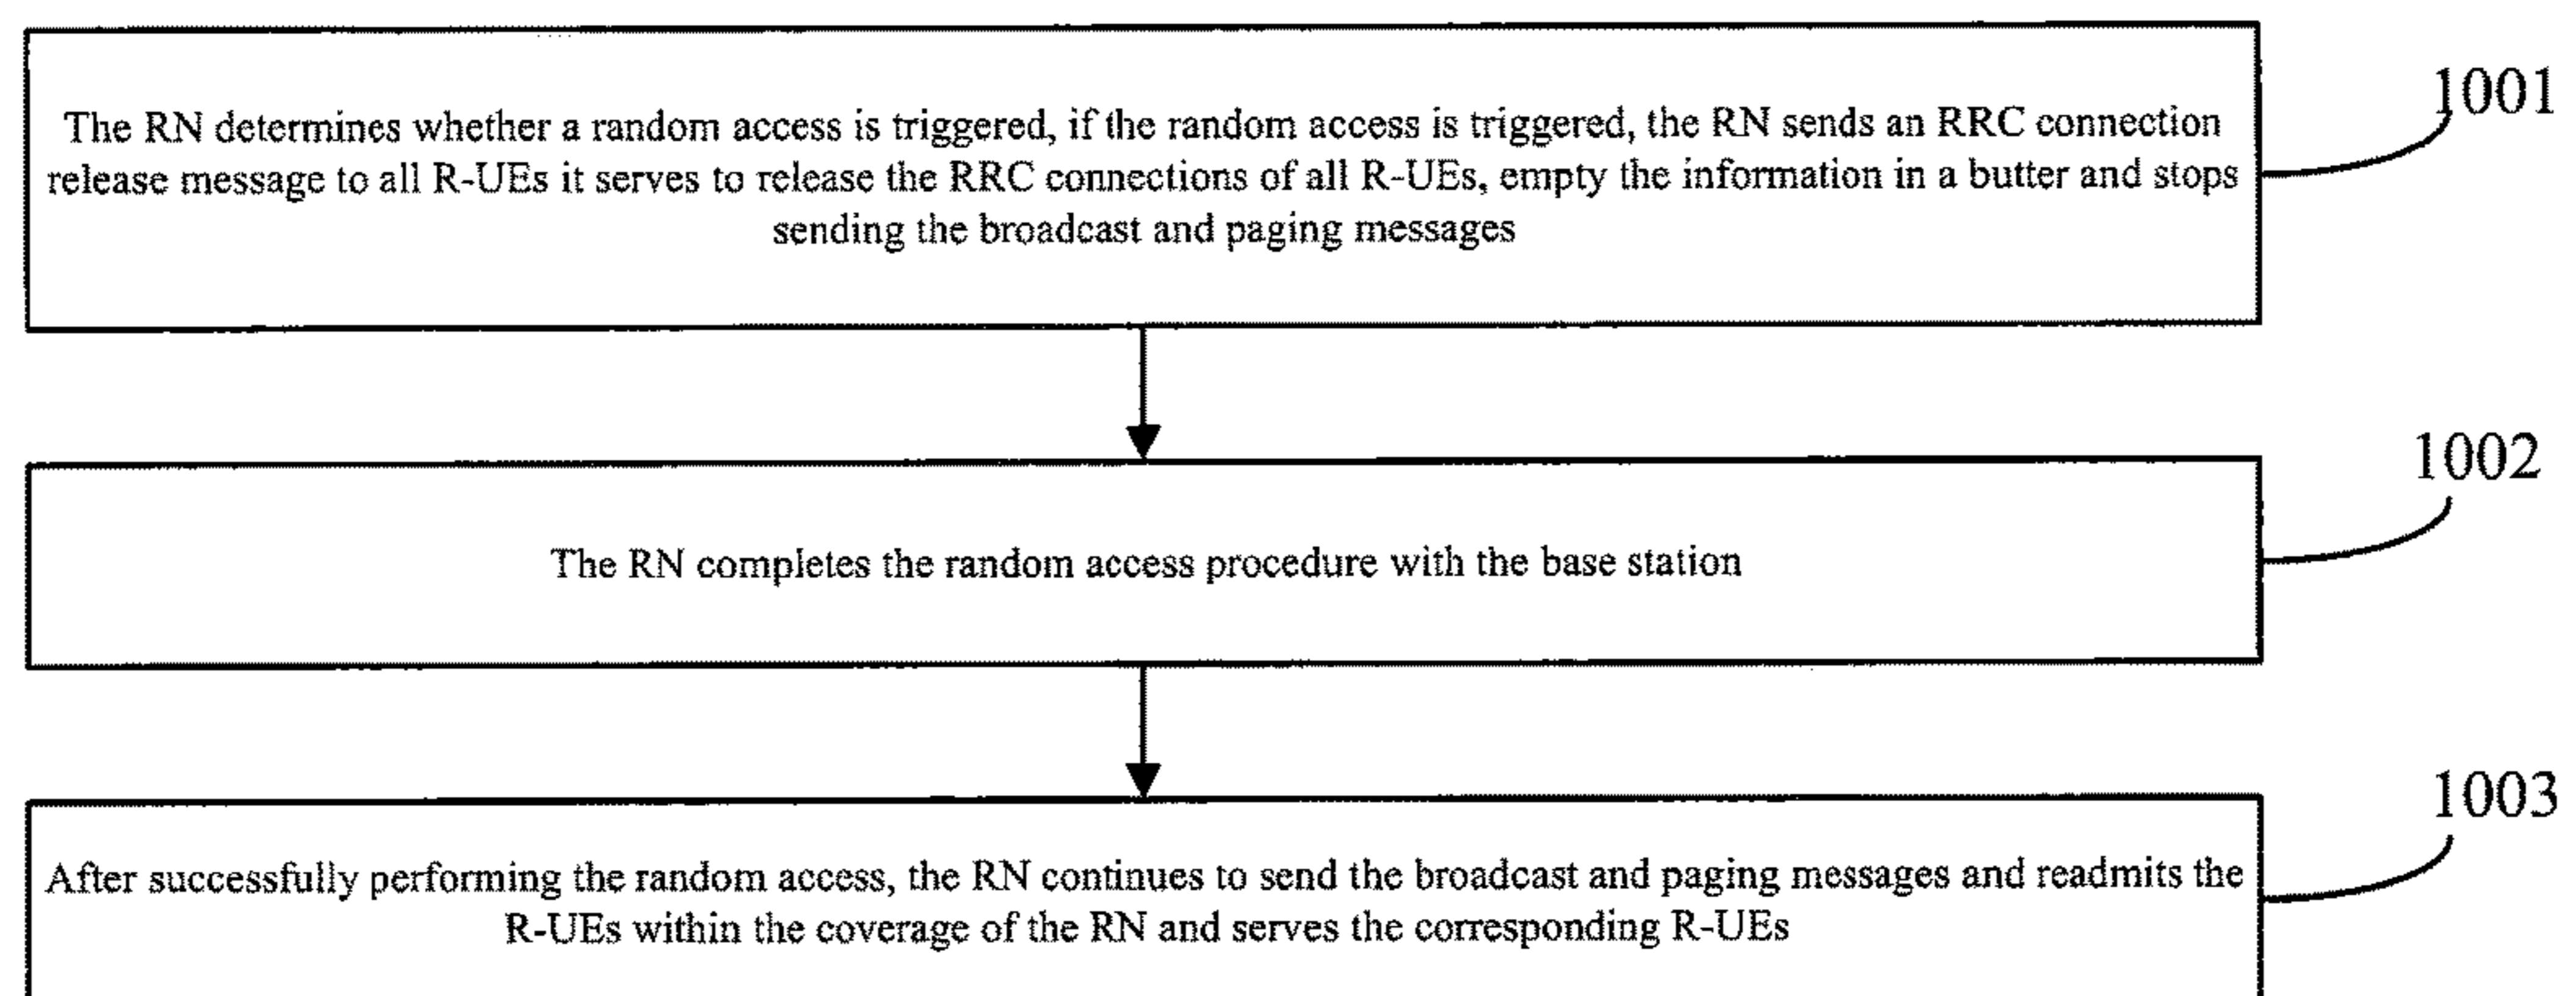 The RN determines whether a random access is triggered, if the random access is triggered, the RN sends an RRC connection
release message to all R-UEs it serves to release the RRC connections of all R-UEs, empty the information in a butter and stops
sending the broadcast and paging messages
1001
The RN completes the random access procedure with the base station
1002
After successfully performing the random access, the RN continues to send the broadcast and paging messages and readmits the
R-UEs within the coverage of the RN and serves the corresponding R-UEs
1003